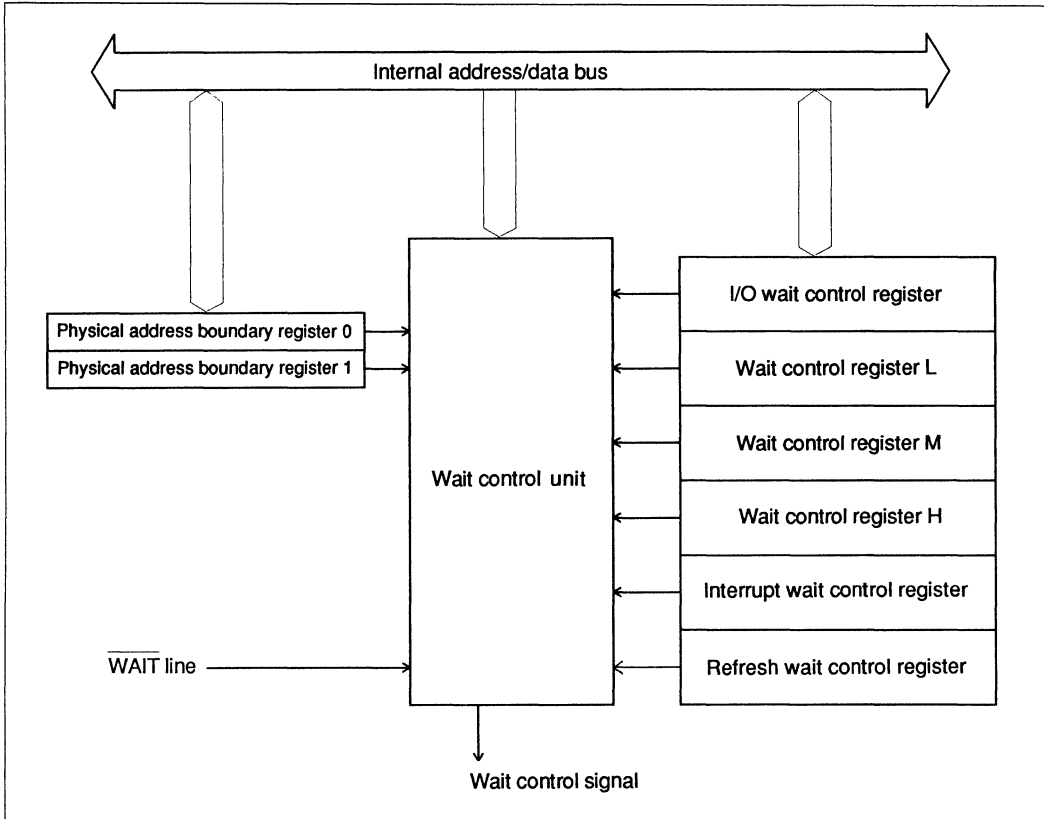 Internal address/data bus
Physical address boundary register 0
Physical address boundary register 1
Wait control unit
I/O wait control register
Wait control register L
Wait control register M
Wait control register H
Interrupt wait control register
Refresh wait control register
W̅A̅I̅T̅ line
Wait control signal